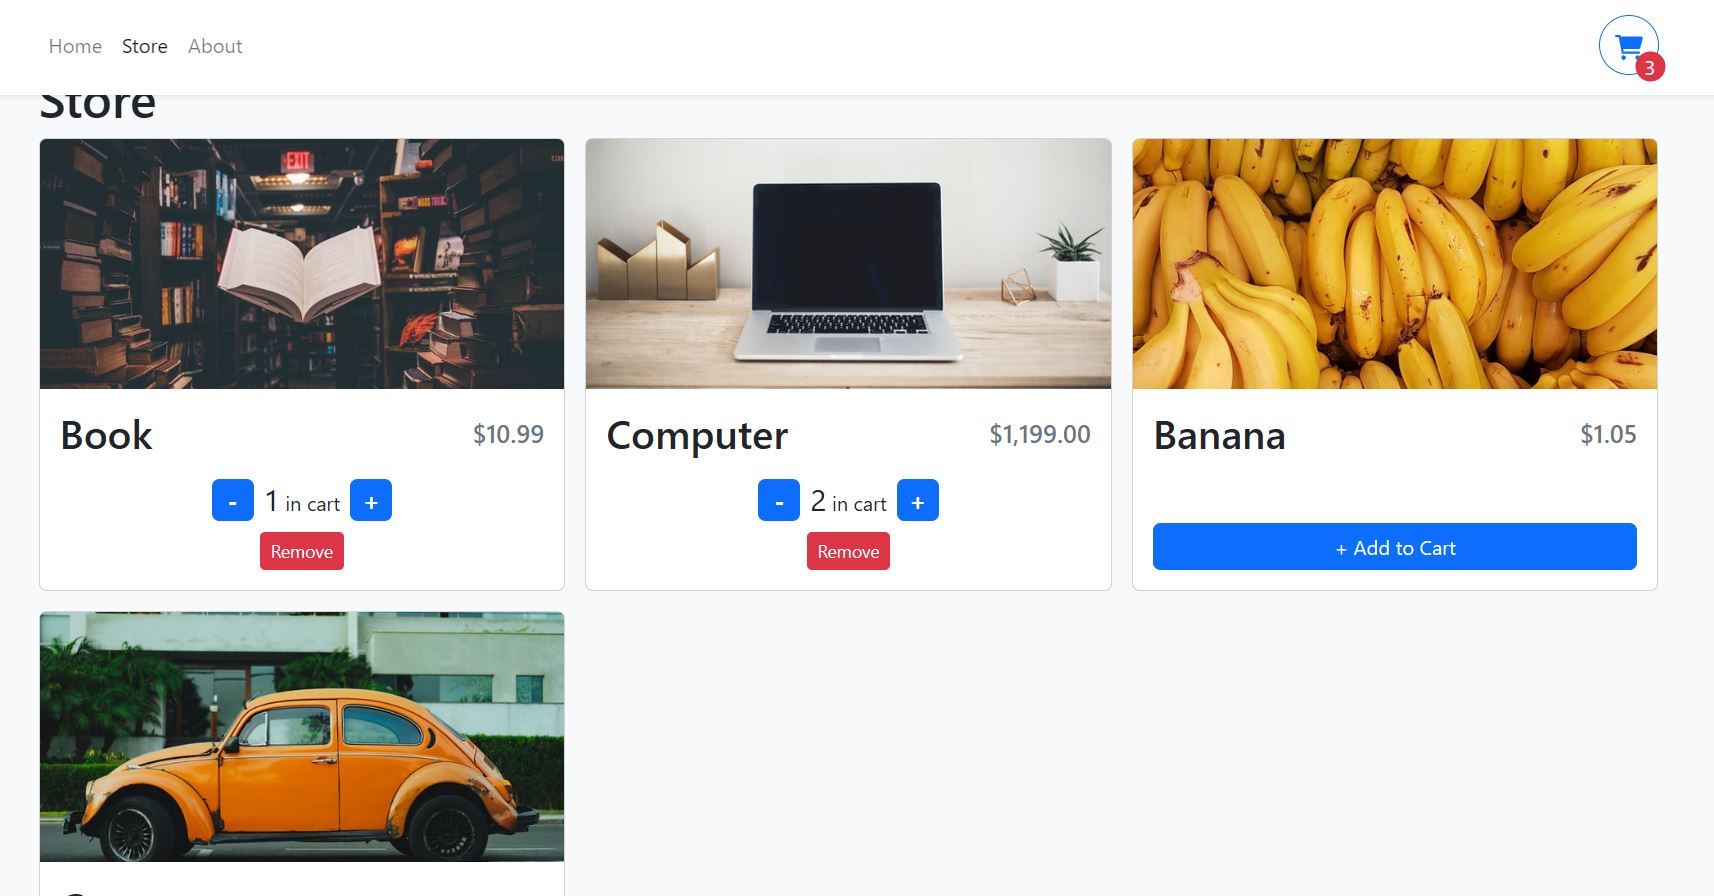 Home Store About
3
Store
EXIT
Book $10.99
- 1 in cart +
Remove
Computer $1,199.00
- 2 in cart +
Remove
Banana $1.05
+ Add to Cart